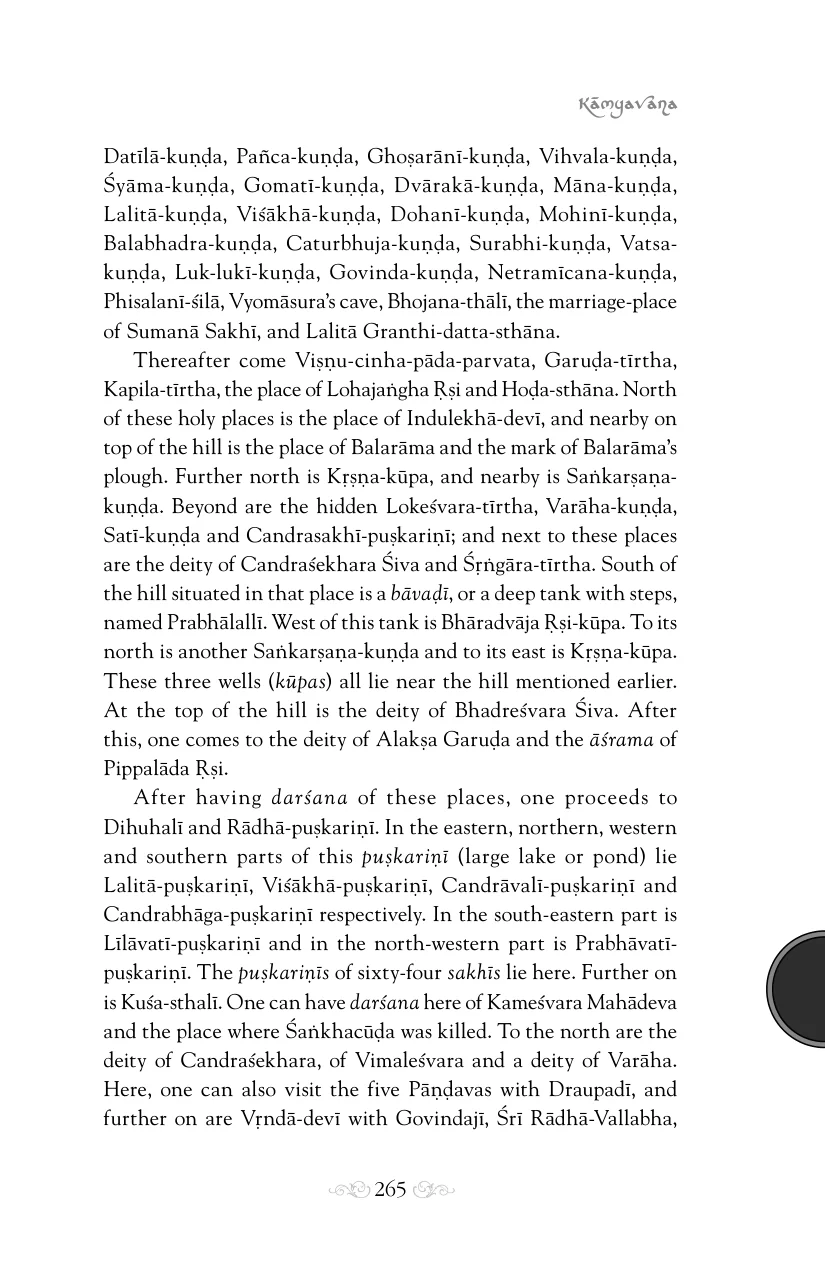 Kāmyavāṇa
Datīlā-kuṇḍa, Pañca-kuṇḍa, Ghoṣarānī-kuṇḍa, Vihvala-kuṇḍa,
Śyāma-kuṇḍa, Gomatī-kuṇḍa, Dvārakā-kuṇḍa, Māna-kuṇḍa,
Lalitā-kuṇḍa, Viśākhā-kuṇḍa, Dohanī-kuṇḍa, Mohinī-kuṇḍa,
Balabhadra-kuṇḍa, Caturbhuja-kuṇḍa, Surabhi-kuṇḍa, Vatsa-
kuṇḍa, Luk-lukī-kuṇḍa, Govinda-kuṇḍa, Netramīcana-kuṇḍa,
Phisalanī-śilā, Vyomāsura’s cave, Bhojana-thālī, the marriage-place
of Sumanā Sakhī, and Lalitā Granthi-datta-sthāna.
Thereafter come Viṣṇu-cinha-pāda-parvata, Garuḍa-tīrtha,
Kapila-tīrtha, the place of Lohajaṅgha Ṛṣi and Hoḍa-sthāna. North
of these holy places is the place of Indulekhā-devī, and nearby on
top of the hill is the place of Balarāma and the mark of Balarāma’s
plough. Further north is Kṛṣṇa-kūpa, and nearby is Saṅkarṣaṇa-
kuṇḍa. Beyond are the hidden Lokeśvara-tīrtha, Varāha-kuṇḍa,
Satī-kuṇḍa and Candrasakhī-puṣkariṇī; and next to these places
are the deity of Candraśekhara Śiva and Śṛṅgāra-tīrtha. South of
the hill situated in that place is a bāvaḍī, or a deep tank with steps,
named Prabhālallī. West of this tank is Bhāradvāja Ṛṣi-kūpa. To its
north is another Saṅkarṣaṇa-kuṇḍa and to its east is Kṛṣṇa-kūpa.
These three wells (kūpas) all lie near the hill mentioned earlier.
At the top of the hill is the deity of Bhadreśvara Śiva. After
this, one comes to the deity of Alakṣa Garuḍa and the āśrama of
Pippalāda Ṛṣi.
After having darśana of these places, one proceeds to
Dihuhalī and Rādhā-puṣkariṇī. In the eastern, northern, western
and southern parts of this puṣkariṇī (large lake or pond) lie
Lalitā-puṣkariṇī, Viśākhā-puṣkariṇī, Candrāvalī-puṣkariṇī and
Candrabhāga-puṣkariṇī respectively. In the south-eastern part is
Līlāvatī-puṣkariṇī and in the north-western part is Prabhāvatī-
puṣkariṇī. The puṣkariṇīs of sixty-four sakhīs lie here. Further on
is Kuśa-sthalī. One can have darśana here of Kameśvara Mahādeva
and the place where Śaṅkhacūḍa was killed. To the north are the
deity of Candraśekhara, of Vimaleśvara and a deity of Varāha.
Here, one can also visit the five Pāṇḍavas with Draupadī, and
further on are Vṛndā-devī with Govindajī, Śrī Rādhā-Vallabha,
265